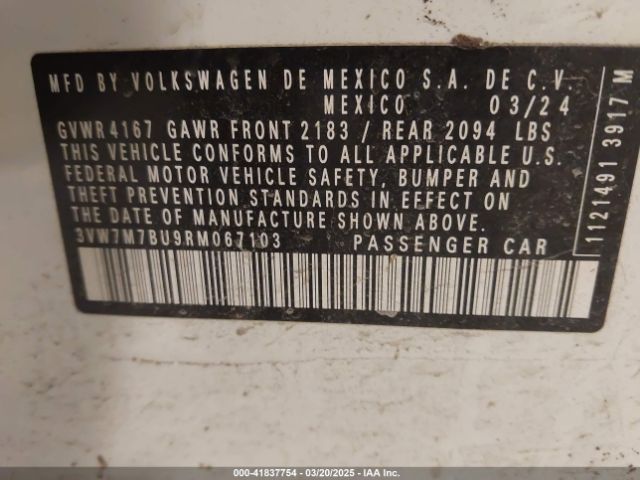 MFD BY VOLKSWAGEN DE MEXICO S.A. DE C.V.
MEXICO 03/24
GVWR 4167 GAWR FRONT 2183 / REAR 2094 LBS
THIS VEHICLE CONFORMS TO ALL APPLICABLE U.S.
FEDERAL MOTOR VEHICLE SAFETY, BUMPER AND
THEFT PREVENTION STANDARDS IN EFFECT ON
THE DATE OF MANUFACTURE SHOWN ABOVE.
3VW7M7BU9RM067103 PASSENGER CAR
1121491 3917 M
000-41837754 | 03/20/2025 - IAA Inc.